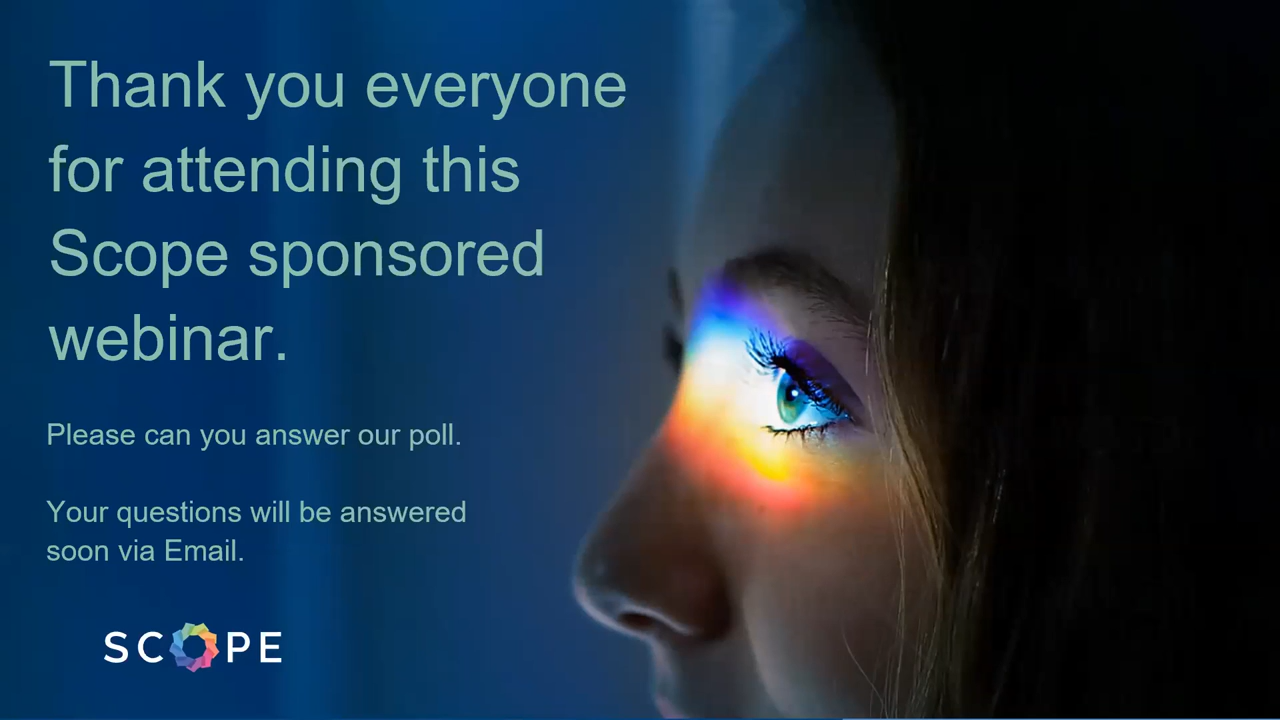 Thank you everyone
for attending this
Scope sponsored
webinar.
Please can you answer our poll.
Your questions will be answered
soon via Email.
SCOPE